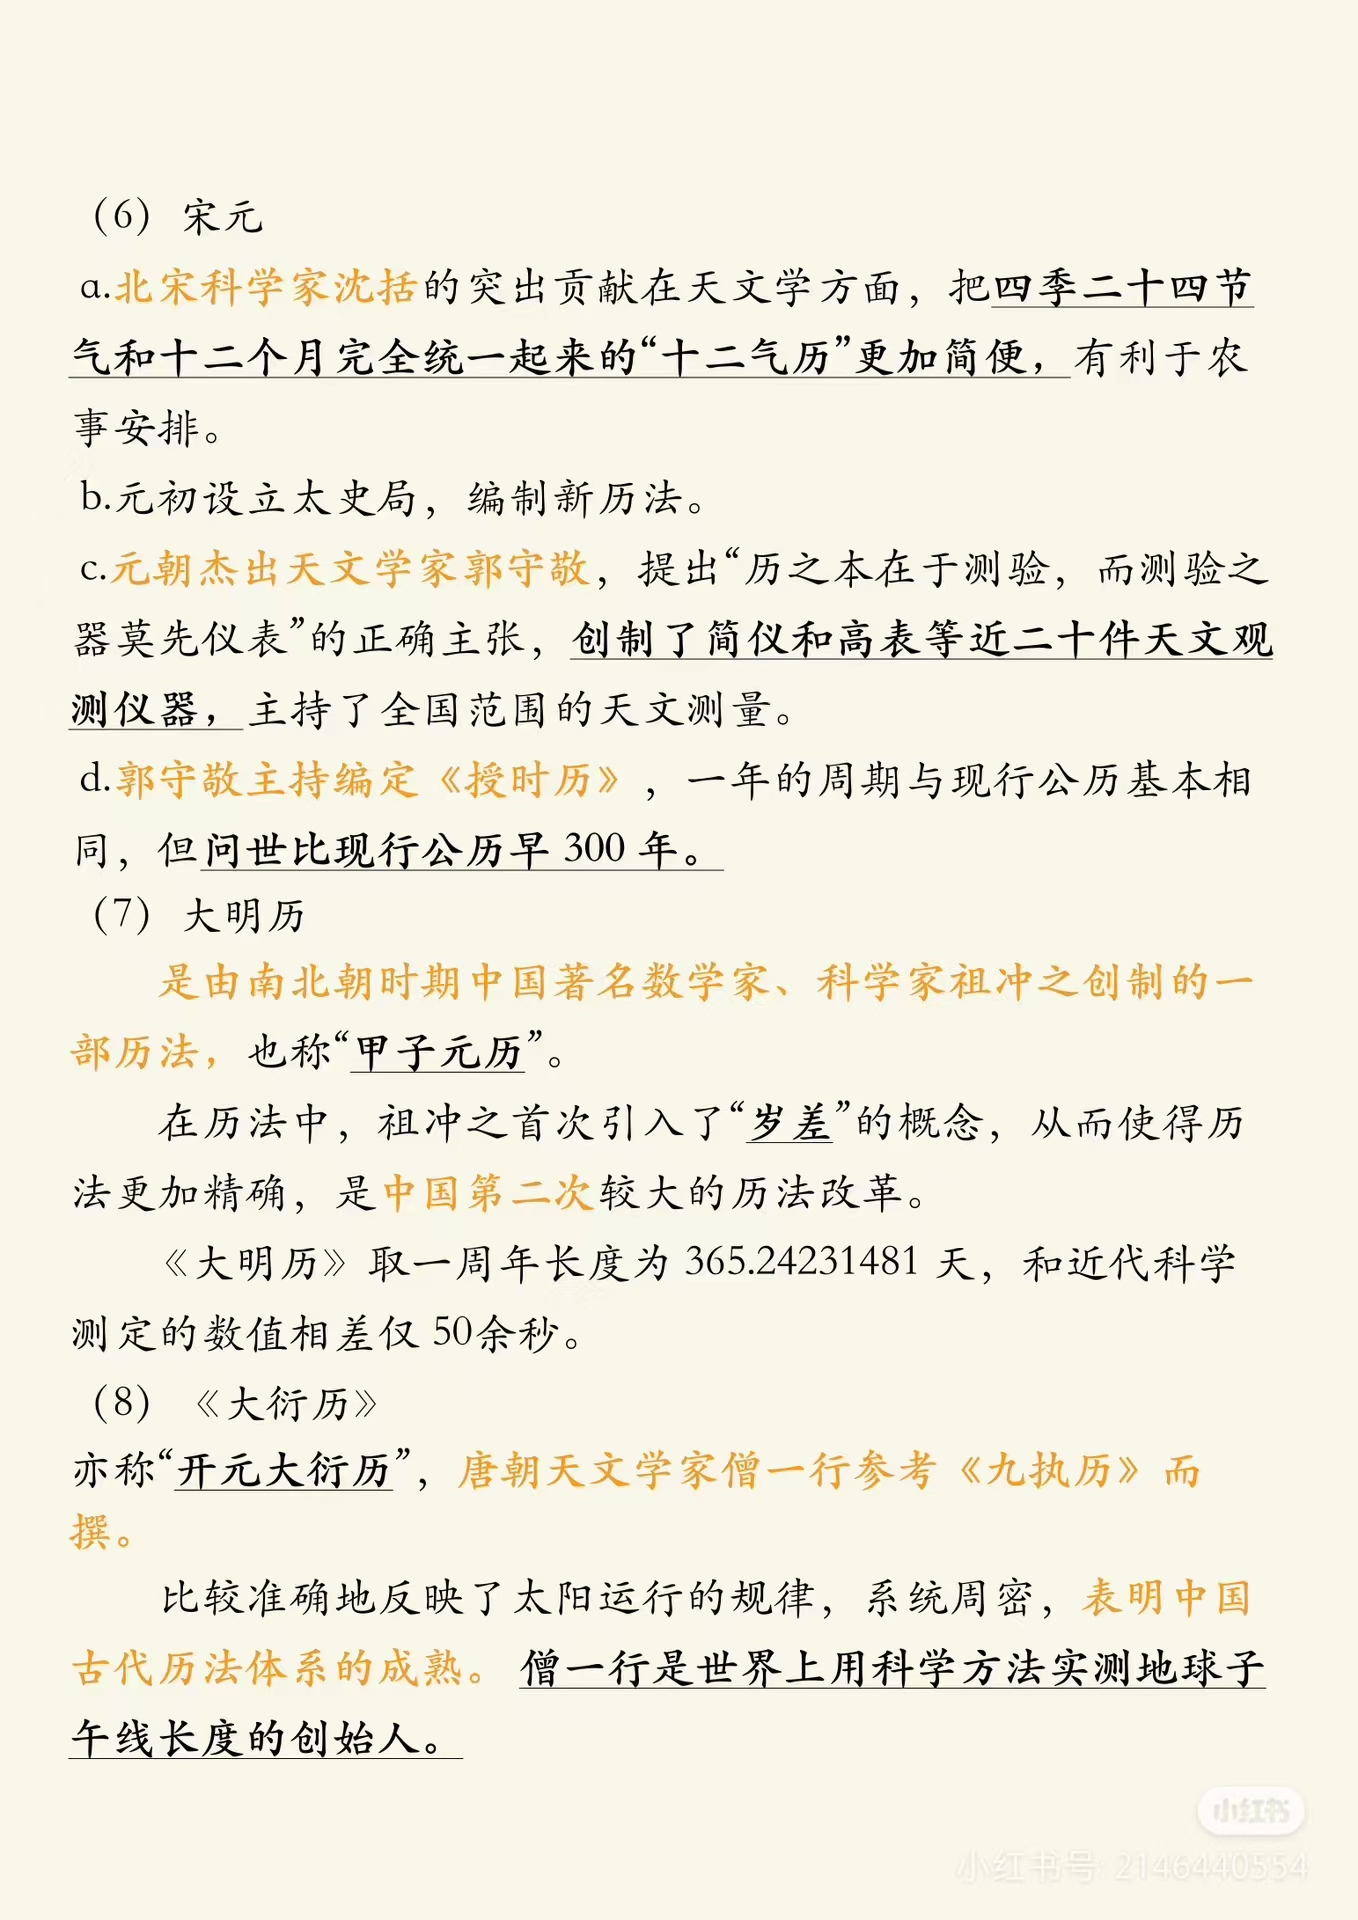 （6） 宋元
a.北宋科学家沈括的突出贡献在天文学方面，把四季二十四节
气和十二个月完全统一起来的“十二气历”更加简便，有利于农
事安排。
b.元初设立太史局，编制新历法。
c.元朝杰出天文学家郭守敬，提出“历之本在于测验，而测验之
器莫先仪表”的正确主张，创制了简仪和高表等近二十件天文观
测仪器，主持了全国范围的天文测量。
d.郭守敬主持编定《授时历》，一年的周期与现行公历基本相
同，但问世比现行公历早 300 年。
（7） 大明历
是由南北朝时期中国著名数学家、科学家祖冲之创制的一
部历法，也称“甲子元历”。
在历法中，祖冲之首次引入了“岁差”的概念，从而使得历
法更加精确，是中国第二次较大的历法改革。
《大明历》取一周年长度为 365.24231481 天，和近代科学
测定的数值相差仅 50余秒。
（8） 《大衍历》
亦称“开元大衍历”，唐朝天文学家僧一行参考《九执历》而
撰。
比较准确地反映了太阳运行的规律，系统周密，表明中国
古代历法体系的成熟。僧一行是世界上用科学方法实测地球子
午线长度的创始人。
小红书
小红书号: 2146440554